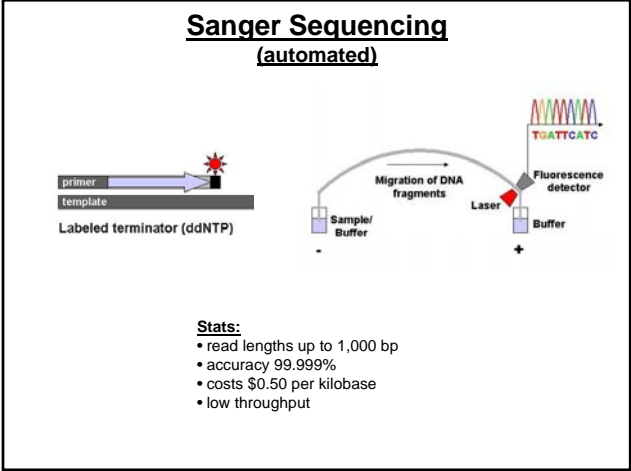 Sanger Sequencing
(automated)
primer
template
Labeled terminator (ddNTP)
TGATTCATC
Migration of DNA
fragments
Fluorescence
detector
Laser
Sample/
Buffer
Buffer
-
+
Stats:
• read lengths up to 1,000 bp
• accuracy 99.999%
• costs $0.50 per kilobase
• low throughput